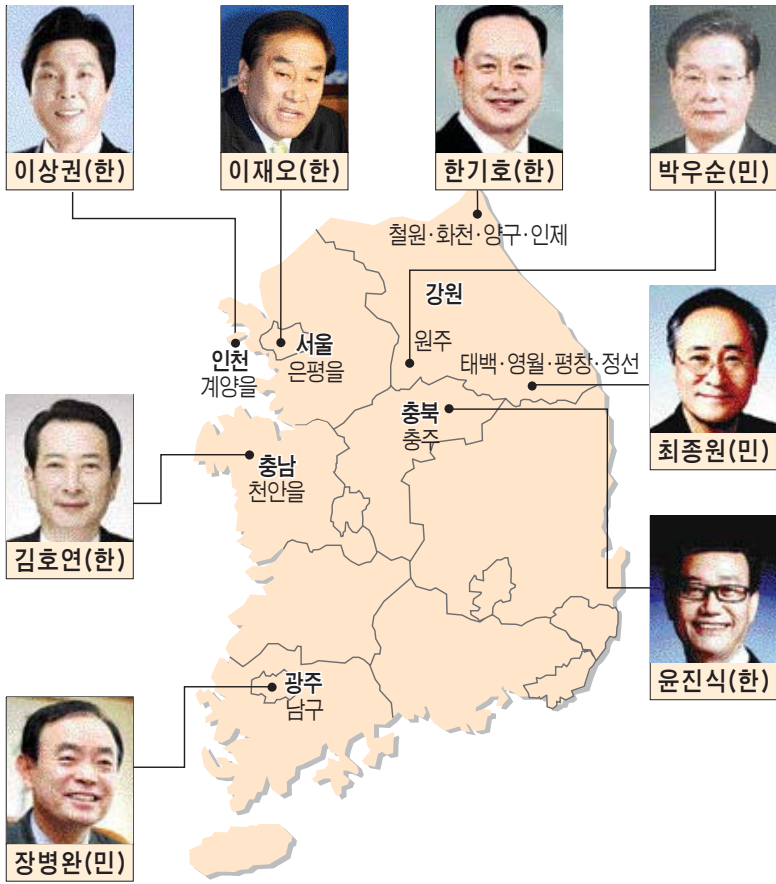 이상권(한)
이재오(한)
한기호(한)
박우순(민)
철원·화천·양구·인제
강원
원주
태백·영월·평창·정선
서울
은평을
인천
계양을
충북
충주
최종원(민)
충남
천안을
김호연(한)
윤진식(한)
광주
남구
장병완(민)